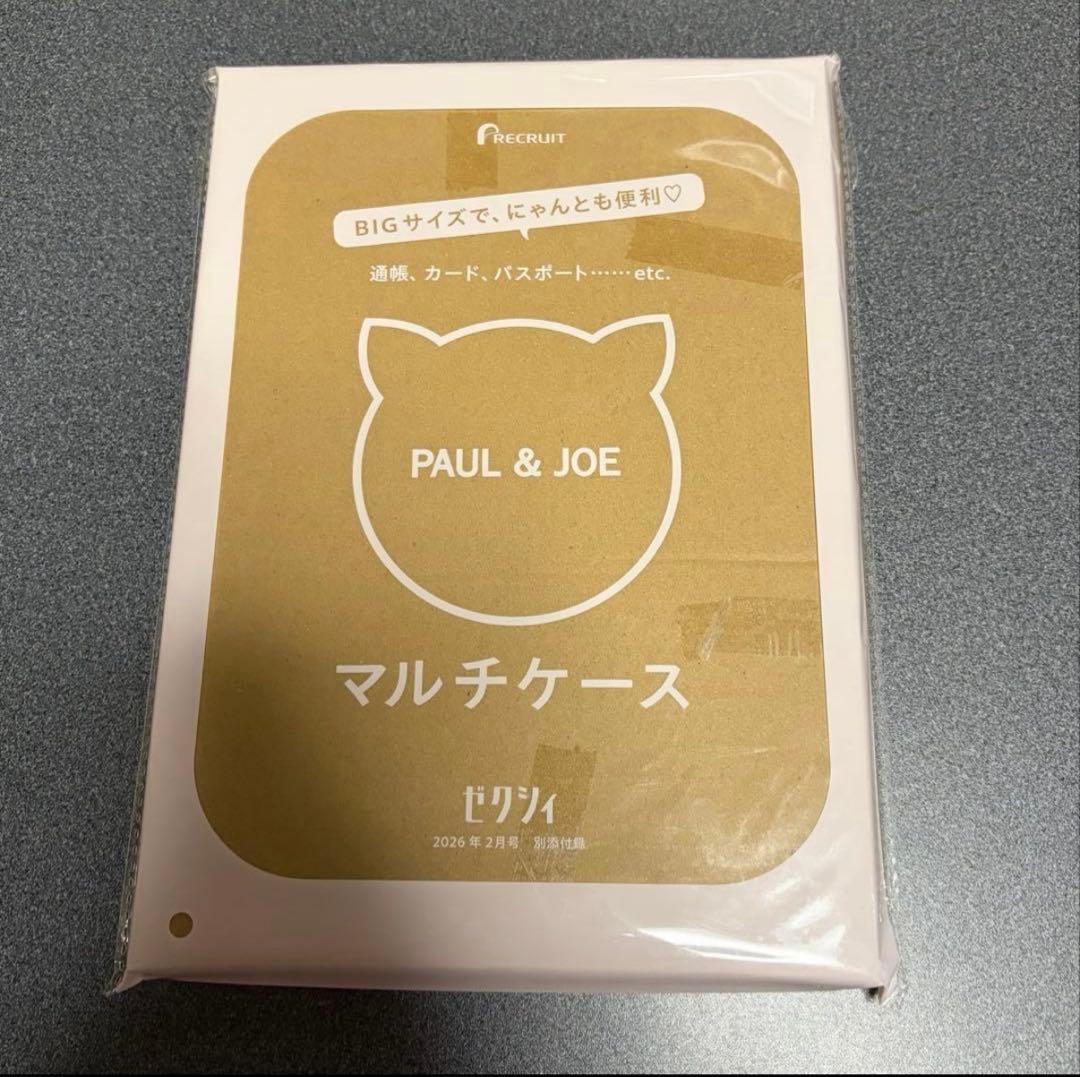 RECRUIT
BIGサイズで、にゃんとも便利♡
通帳、カード、パスポート……etc.
PAUL & JOE
マルチケース
ゼクシィ
2026年2月号 別添付録